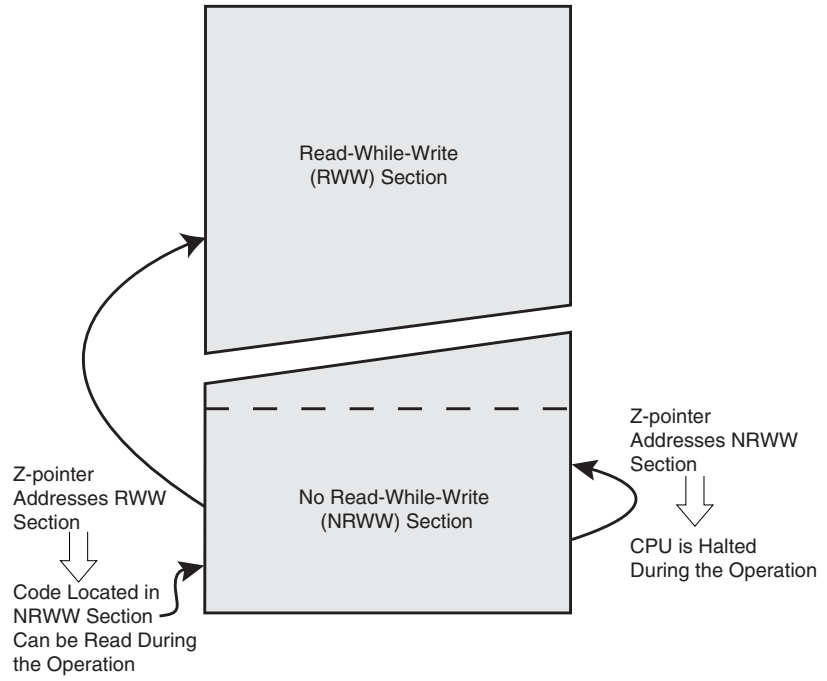 Read-While-Write
(RWW) Section
Z-pointer
Addresses RWW
Section
Code Located in
NRWW Section
Can be Read During
the Operation
No Read-While-Write
(NRWW) Section
Z-pointer
Addresses NRWW
Section
CPU is Halted
During the Operation